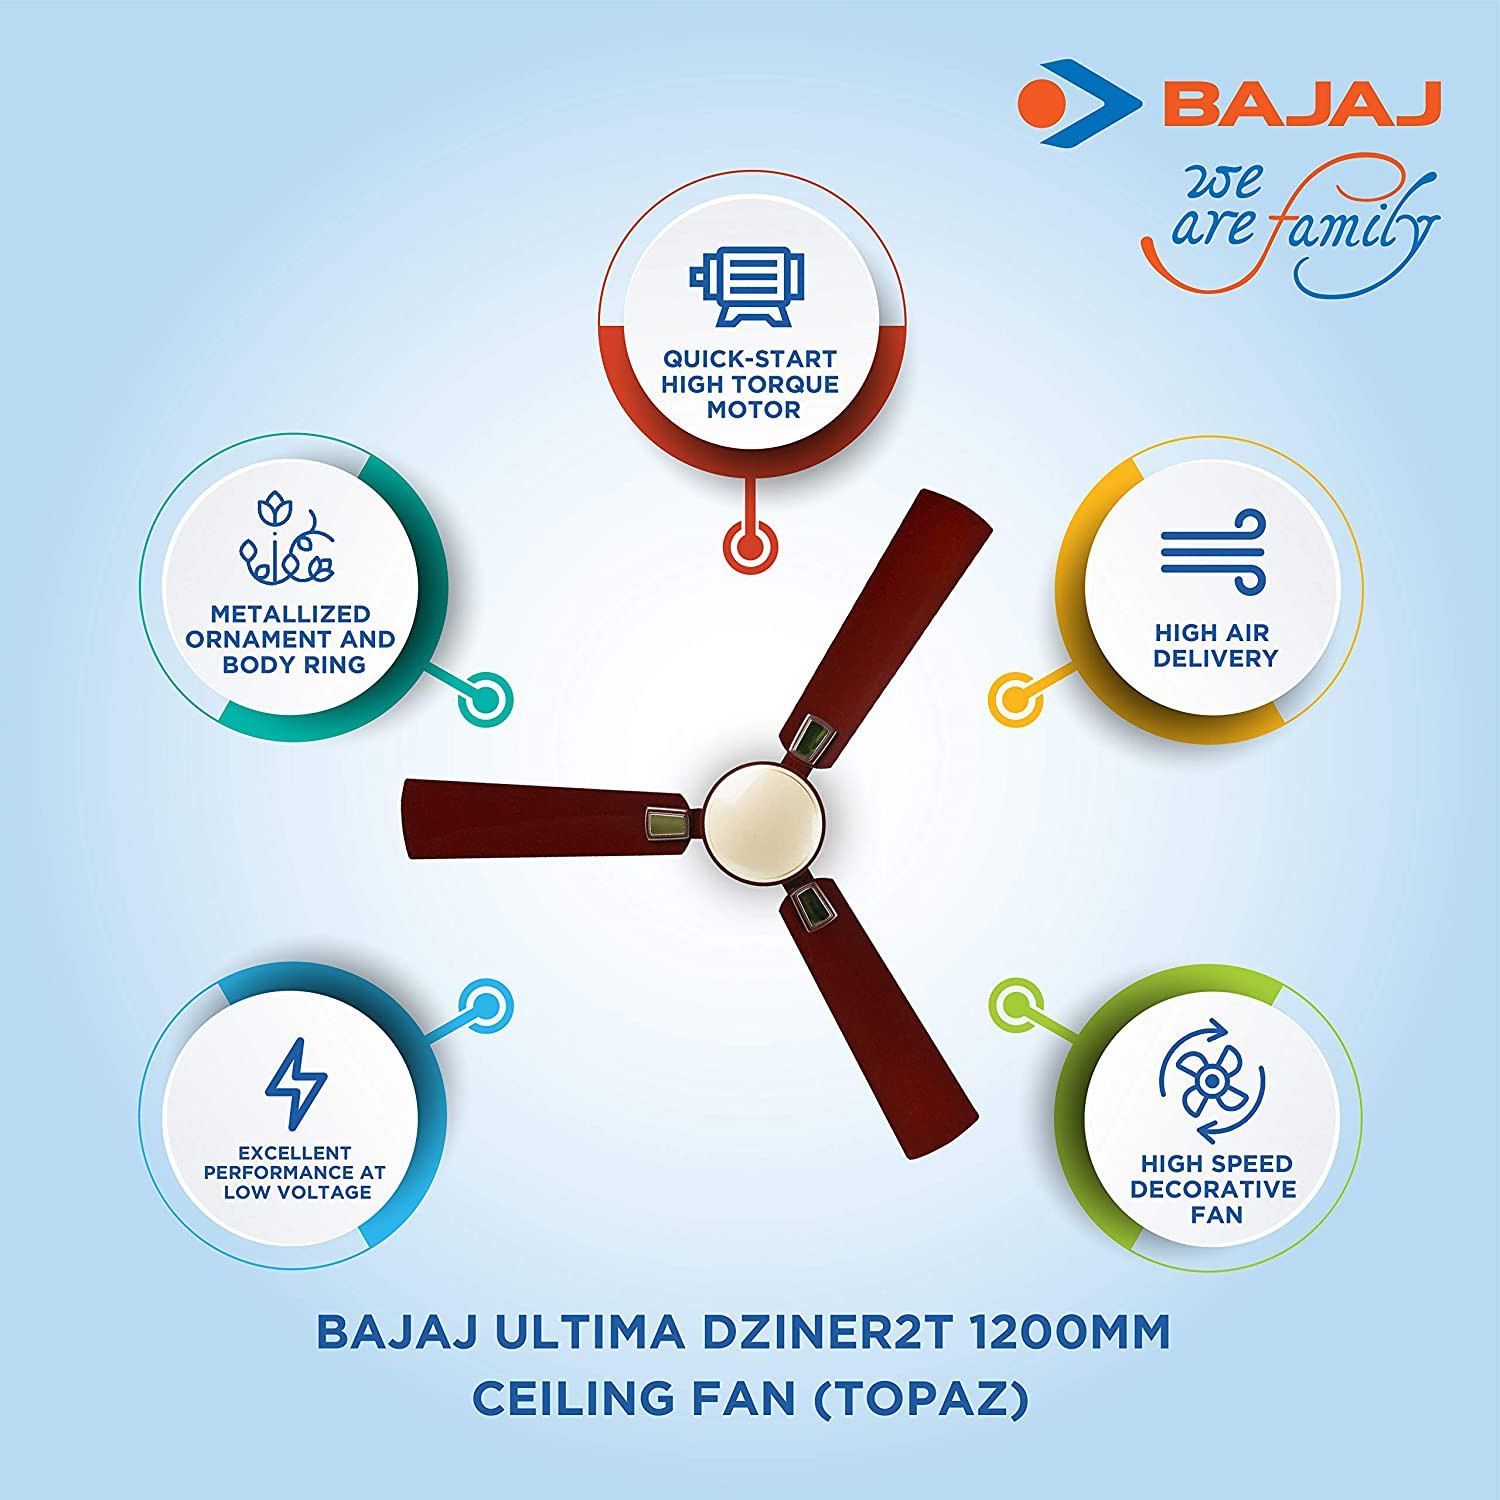 BAJAJ
we
are family
QUICK-START
HIGH TORQUE
MOTOR
METALLIZED
ORNAMENT AND
BODY RING
HIGH AIR
DELIVERY
EXCELLENT
PERFORMANCE AT
LOW VOLTAGE
HIGH SPEED
DECORATIVE
FAN
BAJAJ ULTIMA DZINER2T 1200MM
CEILING FAN (TOPAZ)